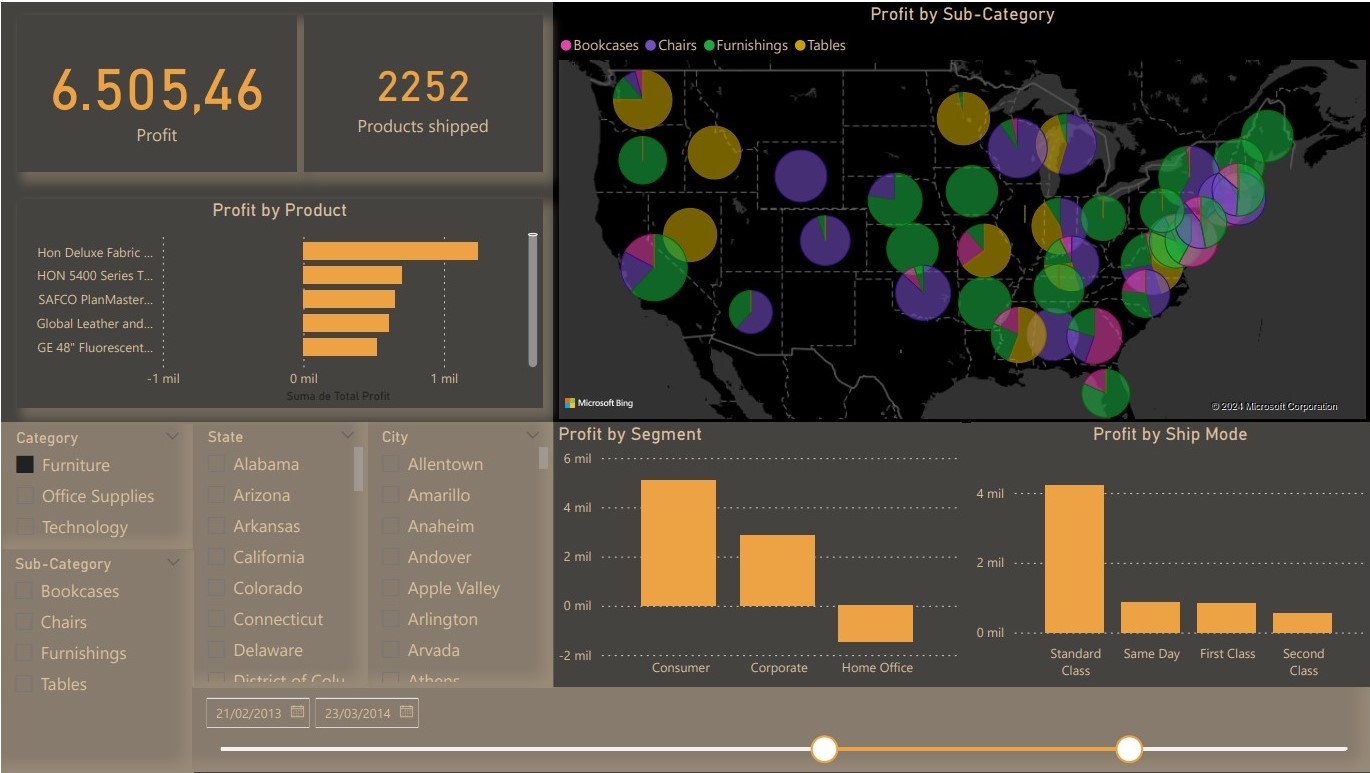 6.505,46
Profit
2252
Products shipped
Profit by Product
Hon Deluxe Fabric ...
HON 5400 Series T...
SAFCO PlanMaster...
Global Leather and...
GE 48" Fluorescent...
-1 mil
0 mil
1 mil
Suma de Total Profit
Profit by Sub-Category
Bookcases
Chairs
Furnishings
Tables
Microsoft Bing
© 2024 Microsoft Corporation
Category
Furniture
Office Supplies
Technology
Sub-Category
Bookcases
Chairs
Furnishings
Tables
State
Alabama
Arizona
Arkansas
California
Colorado
Connecticut
Delaware
District of Colu
City
Allentown
Amarillo
Anaheim
Andover
Apple Valley
Arlington
Arvada
Athens
Profit by Segment
6 mil
4 mil
2 mil
0 mil
-2 mil
Consumer
Corporate
Home Office
Profit by Ship Mode
4 mil
2 mil
0 mil
Standard
Class
Same Day
First Class
Second
Class
21/02/2013
23/03/2014